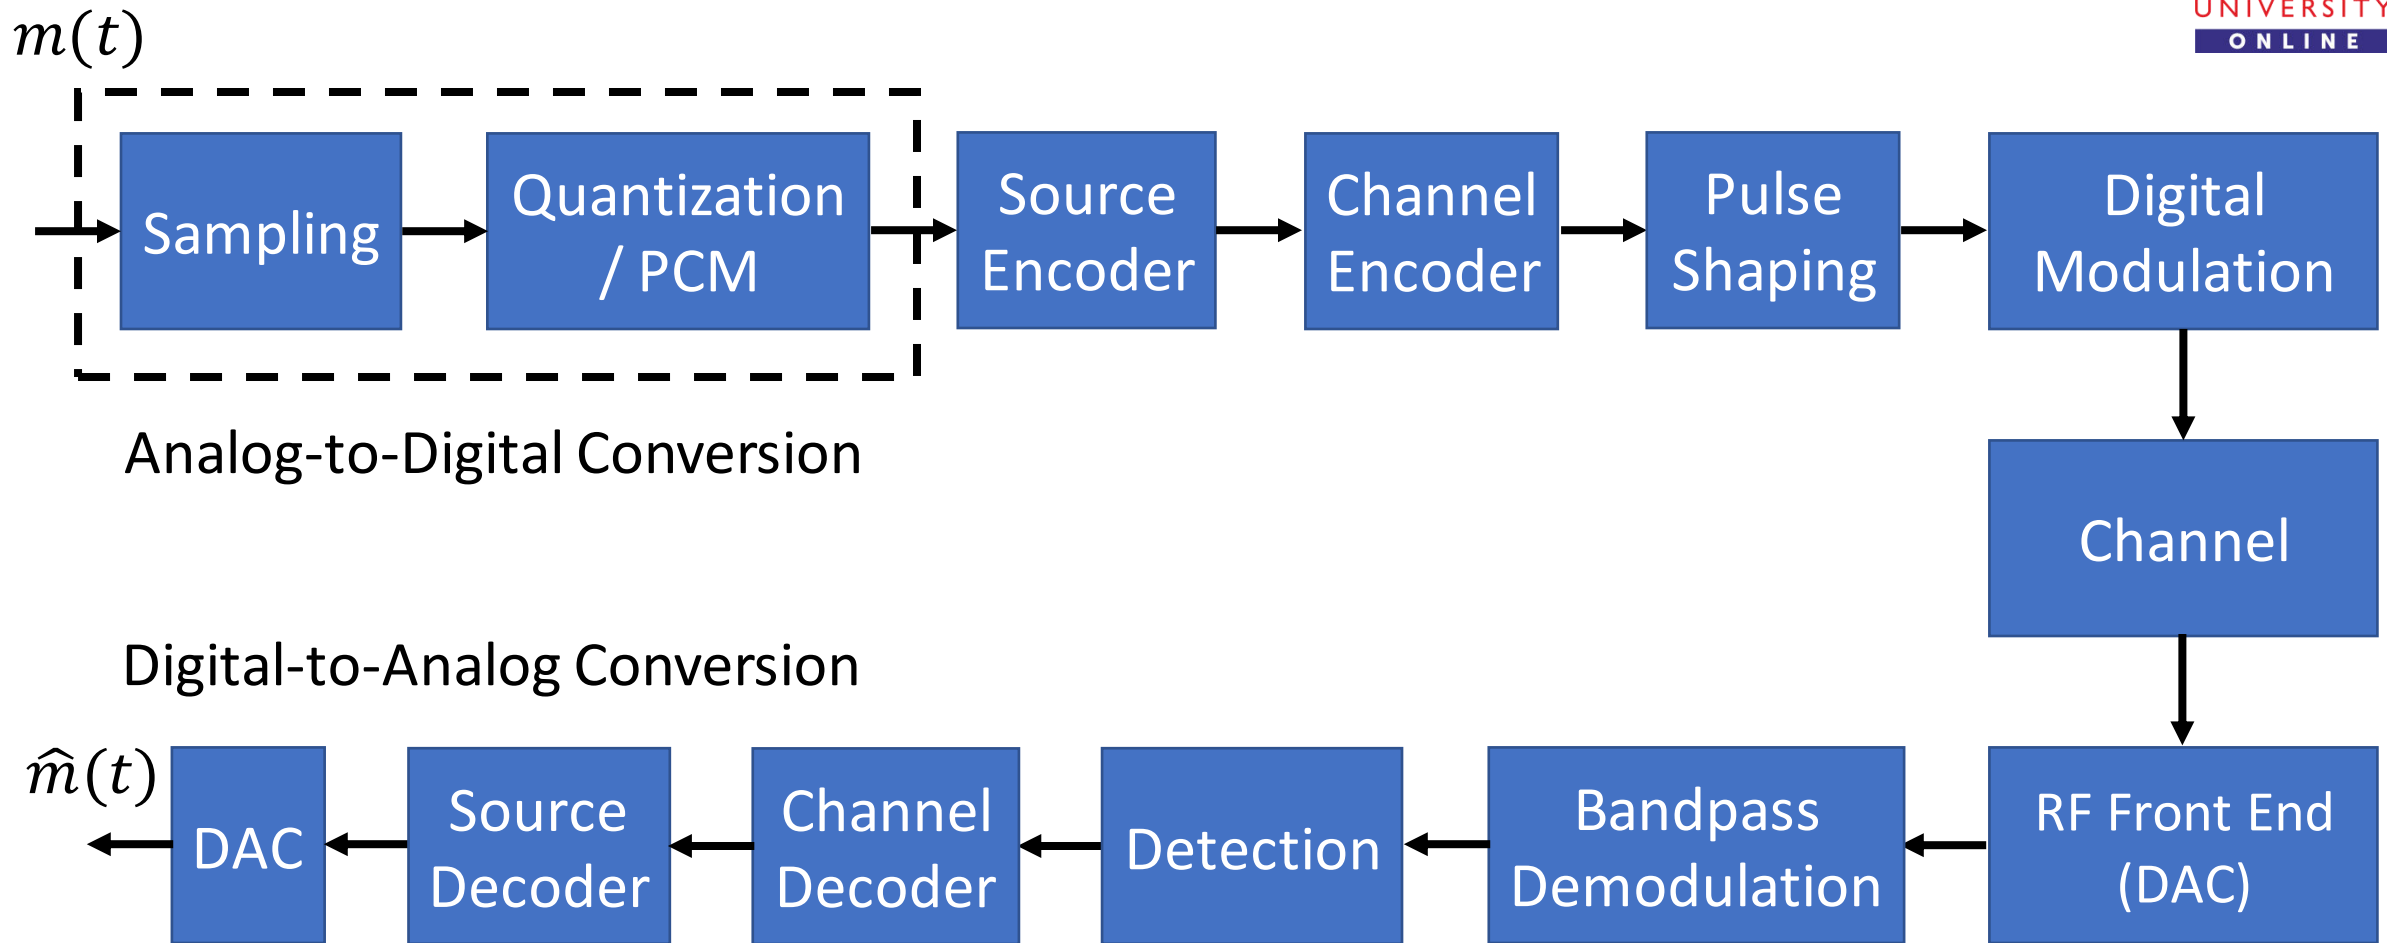 UNIVERSITY
ONLINE
m(t)
Sampling
Quantization
/ PCM
Source
Encoder
Channel
Encoder
Pulse
Shaping
Digital
Modulation
Analog-to-Digital Conversion
Channel
Digital-to-Analog Conversion
m̂(t)
DAC
Source
Decoder
Channel
Decoder
Detection
Bandpass
Demodulation
RF Front End
(DAC)